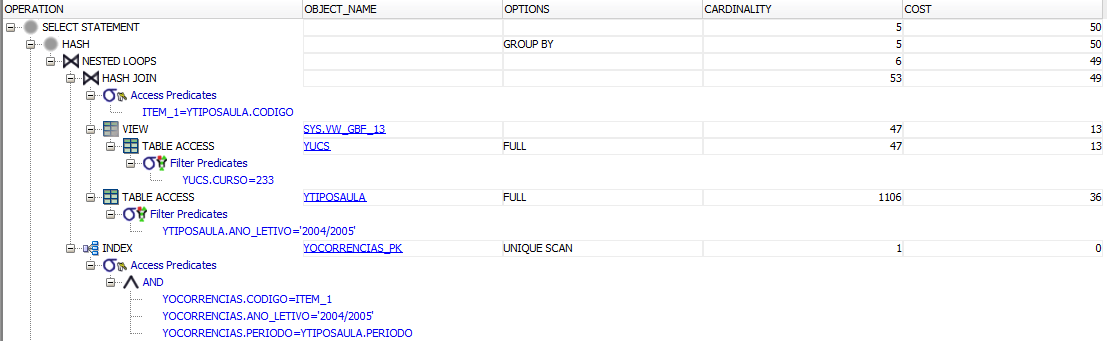 OPERATION OBJECT_NAME OPTIONS CARDINALITY COST
SELECT STATEMENT 5 50
HASH GROUP BY 5 50
NESTED LOOPS 6 49
HASH JOIN 53 49
Access Predicates
ITEM_1=YTIPOSAULA.CODIGO
VIEW SYS.VW_GBF_13 47 13
TABLE ACCESS YUCS FULL 47 13
Filter Predicates
YUCS.CURSO=233
TABLE ACCESS YTIPOSAULA FULL 1106 36
Filter Predicates
YTIPOSAULA.ANO_LETIVO='2004/2005'
INDEX YOCORRENCIAS_PK UNIQUE SCAN 1 0
Access Predicates
AND
YOCORRENCIAS.CODIGO=ITEM_1
YOCORRENCIAS.ANO_LETIVO='2004/2005'
YOCORRENCIAS.PERIODO=YTIPOSAULA.PERIODO